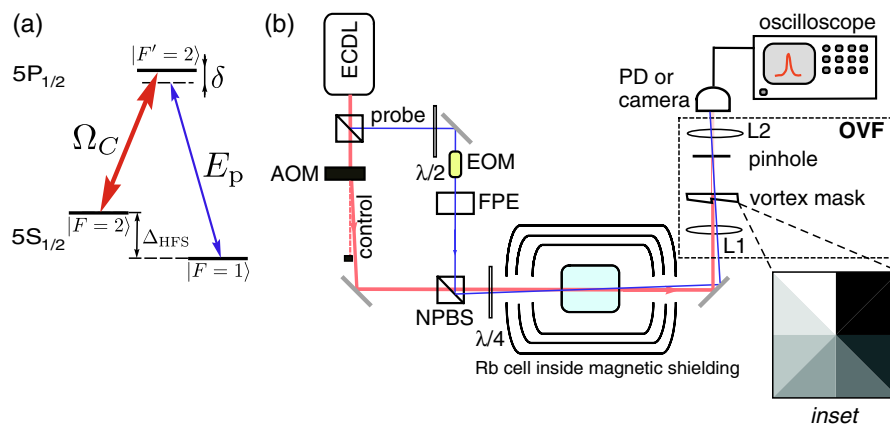 (a)
|F′ = 2⟩
5P1/2
δ
ΩC
Ep
|F = 2⟩
5S1/2
ΔHFS
|F = 1⟩
(b)
ECDL
probe
AOM
λ/2
EOM
FPE
control
NPBS
λ/4
Rb cell inside magnetic shielding
oscilloscope
PD or
camera
L2
OVF
pinhole
vortex mask
L1
inset